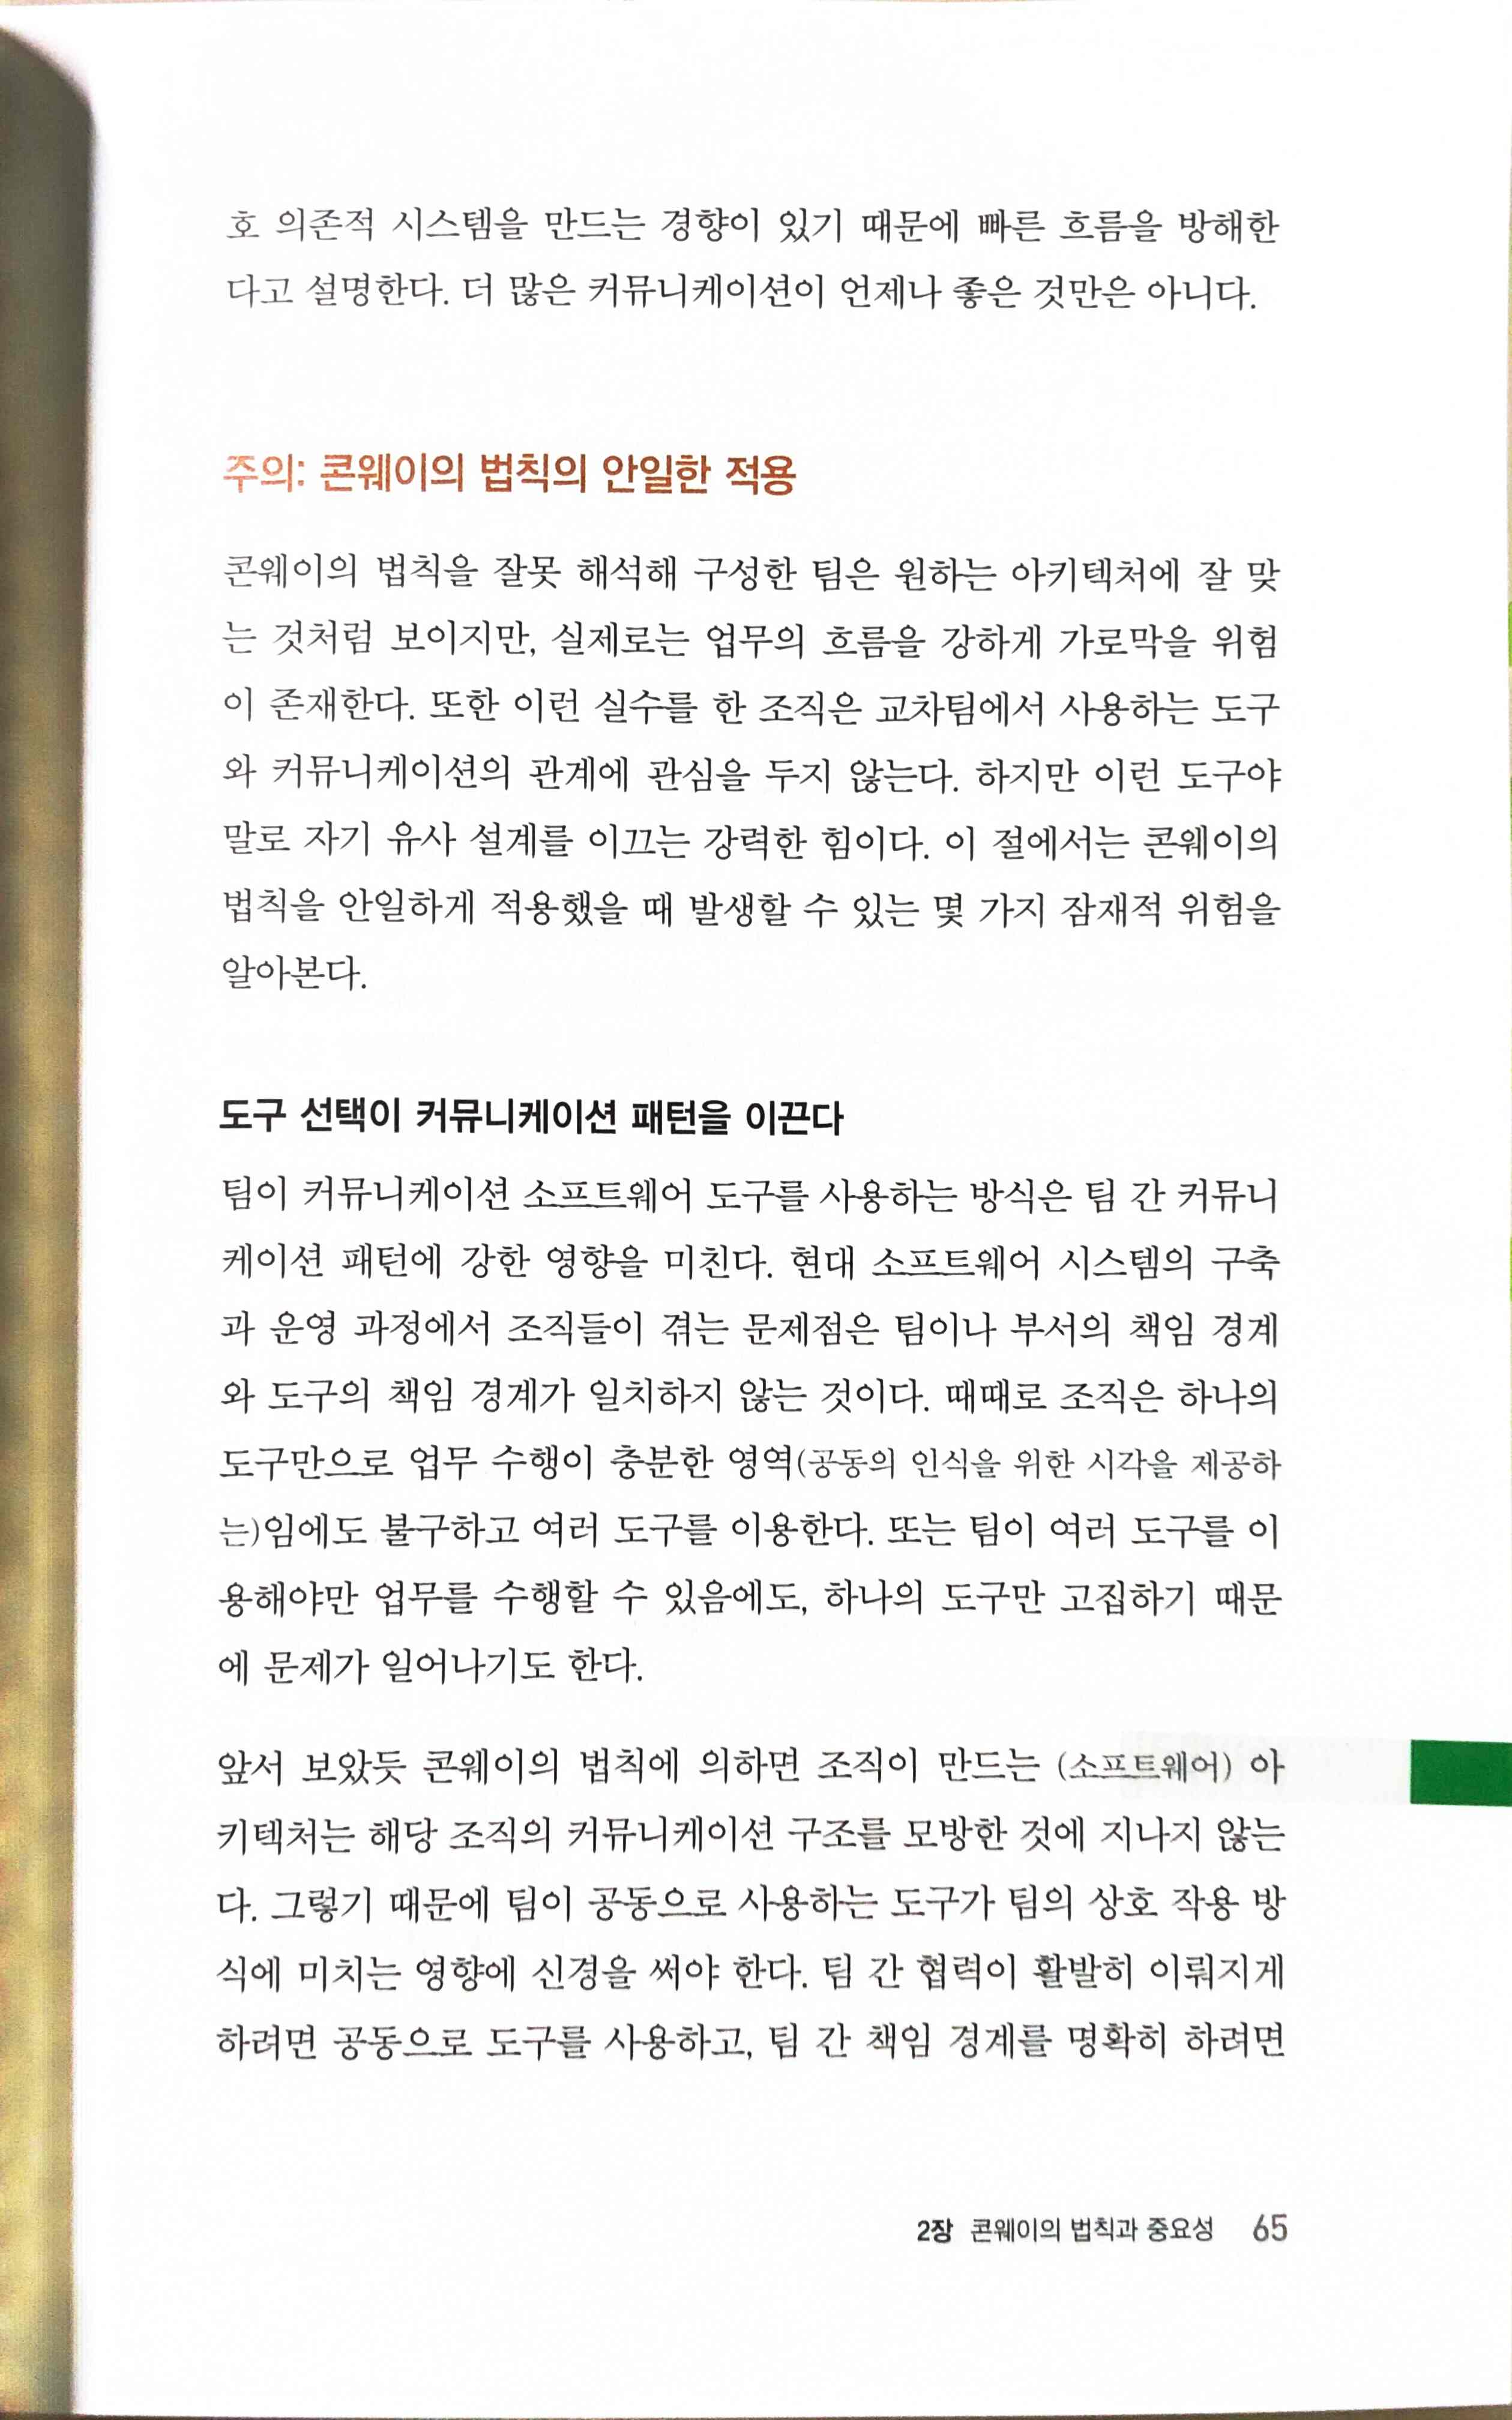 호 의존적 시스템을 만드는 경향이 있기 때문에 빠른 흐름을 방해한
다고 설명한다. 더 많은 커뮤니케이션이 언제나 좋은 것만은 아니다.
주의: 콘웨이의 법칙의 안일한 적용
콘웨이의 법칙을 잘못 해석해 구성한 팀은 원하는 아키텍처에 잘 맞
는 것처럼 보이지만, 실제로는 업무의 흐름을 강하게 가로막을 위험
이 존재한다. 또한 이런 실수를 한 조직은 교차팀에서 사용하는 도구
와 커뮤니케이션의 관계에 관심을 두지 않는다. 하지만 이런 도구야
말로 자기 유사 설계를 이끄는 강력한 힘이다. 이 절에서는 콘웨이의
법칙을 안일하게 적용했을 때 발생할 수 있는 몇 가지 잠재적 위험을
알아본다.
도구 선택이 커뮤니케이션 패턴을 이끈다
팀이 커뮤니케이션 소프트웨어 도구를 사용하는 방식은 팀 간 커뮤니
케이션 패턴에 강한 영향을 미친다. 현대 소프트웨어 시스템의 구축
과 운영 과정에서 조직들이 겪는 문제점은 팀이나 부서의 책임 경계
와 도구의 책임 경계가 일치하지 않는 것이다. 때때로 조직은 하나의
도구만으로 업무 수행이 충분한 영역(공동의 인식을 위한 시각을 제공하
는)임에도 불구하고 여러 도구를 이용한다. 또는 팀이 여러 도구를 이
용해야만 업무를 수행할 수 있음에도, 하나의 도구만 고집하기 때문
에 문제가 일어나기도 한다.
앞서 보았듯 콘웨이의 법칙에 의하면 조직이 만드는 (소프트웨어) 아
키텍처는 해당 조직의 커뮤니케이션 구조를 모방한 것에 지나지 않는
다. 그렇기 때문에 팀이 공동으로 사용하는 도구가 팀의 상호 작용 방
식에 미치는 영향에 신경을 써야 한다. 팀 간 협력이 활발히 이뤄지게
하려면 공동으로 도구를 사용하고, 팀 간 책임 경계를 명확히 하려면
2장 콘웨이의 법칙과 중요성 65